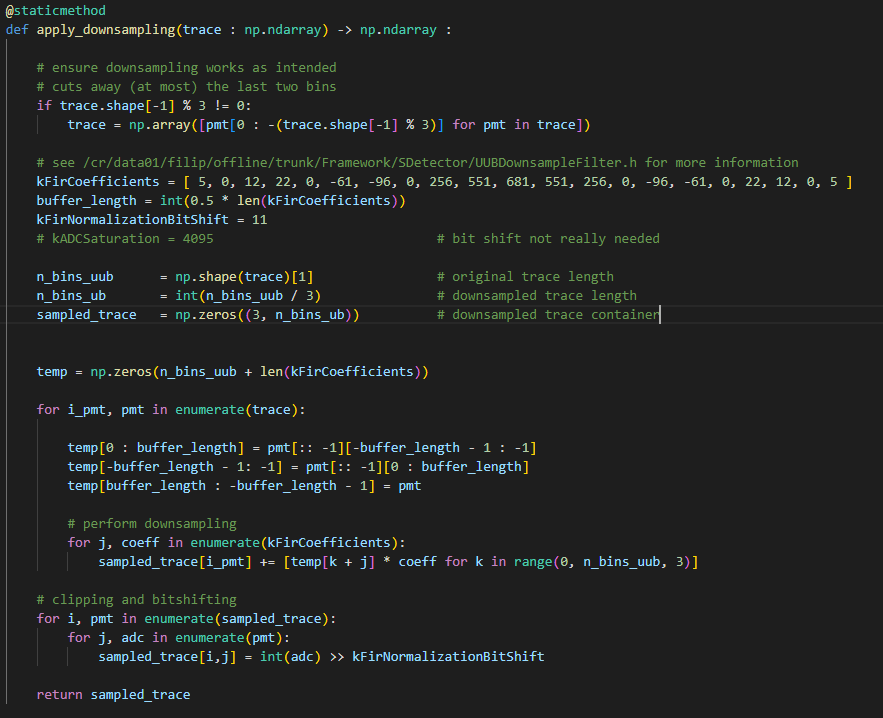 @staticmethod
def apply_downsampling(trace : np.ndarray) -> np.ndarray :
# ensure downsampling works as intended
# cuts away (at most) the last two bins
if trace.shape[-1] % 3 != 0:
trace = np.array([pmt[0 : -(trace.shape[-1] % 3)] for pmt in trace])
# see /cr/data01/filip/offline/trunk/Framework/SDetector/UUBDownsampleFilter.h for more information
kFirCoefficients = [ 5, 0, 12, 22, 0, -61, -96, 0, 256, 551, 681, 551, 256, 0, -96, -61, 0, 22, 12, 0, 5 ]
buffer_length = int(0.5 * len(kFirCoefficients))
kFirNormalizationBitShift = 11
# kADCSaturation = 4095 # bit shift not really needed
n_bins_uub = np.shape(trace)[1] # original trace length
n_bins_ub = int(n_bins_uub / 3) # downsampled trace length
sampled_trace = np.zeros((3, n_bins_ub)) # downsampled trace container
temp = np.zeros(n_bins_uub + len(kFirCoefficients))
for i_pmt, pmt in enumerate(trace):
temp[0 : buffer_length] = pmt[:: -1][-buffer_length - 1 : -1]
temp[-buffer_length - 1: -1] = pmt[:: -1][0 : buffer_length]
temp[buffer_length : -buffer_length - 1] = pmt
# perform downsampling
for j, coeff in enumerate(kFirCoefficients):
sampled_trace[i_pmt] += [temp[k + j] * coeff for k in range(0, n_bins_uub, 3)]
# clipping and bitshifting
for i, pmt in enumerate(sampled_trace):
for j, adc in enumerate(pmt):
sampled_trace[i,j] = int(adc) >> kFirNormalizationBitShift
return sampled_trace